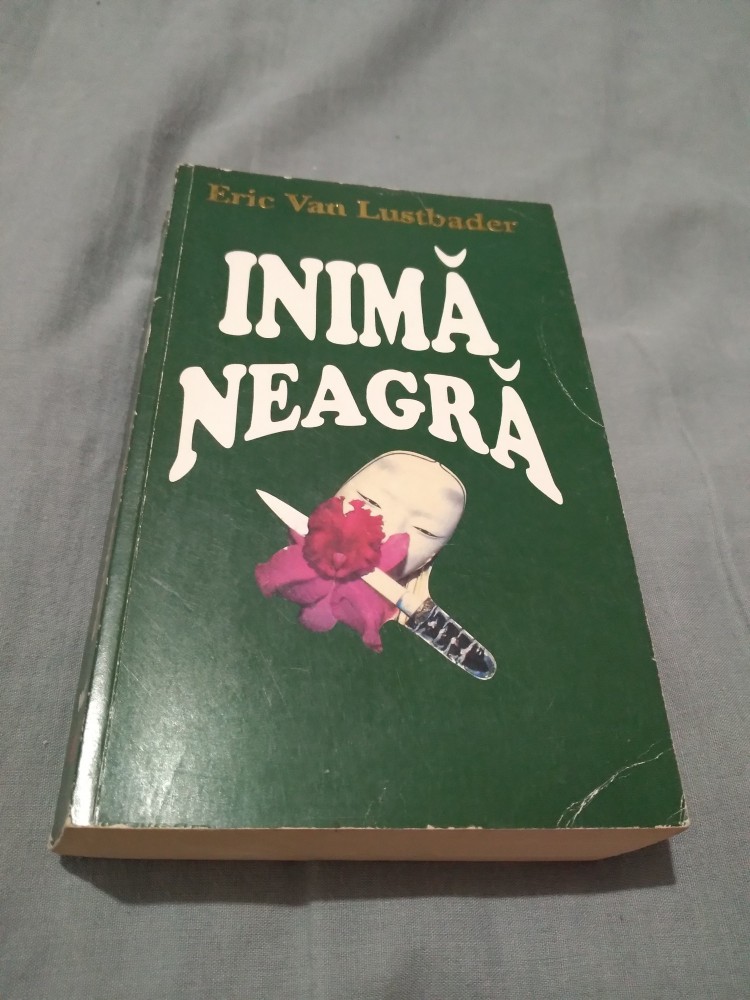 Eric Van Lustbader
INIMĂ
NEAGRĂ